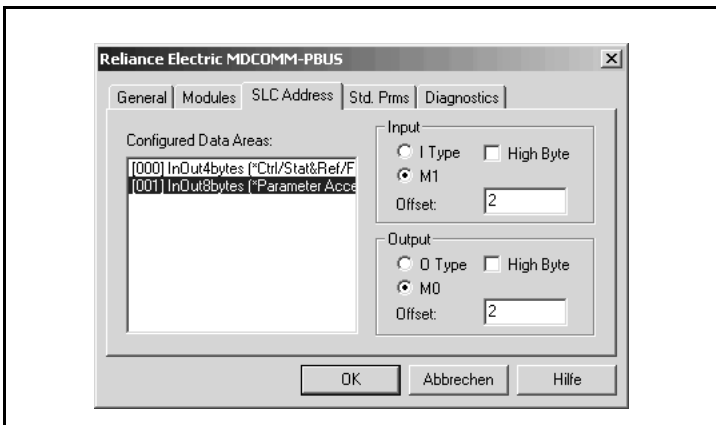 Reliance Electric MDCOMM-PBUS
General Modules SLC Address Std. Prms Diagnostics
Configured Data Areas:
[000] InOut4bytes (*Ctrl/Stat&Ref/F
[001] InOut8bytes (*Parameter Acce
Input
I Type High Byte
M1
Offset: 2
Output
O Type High Byte
M0
Offset: 2
OK Abbrechen Hilfe